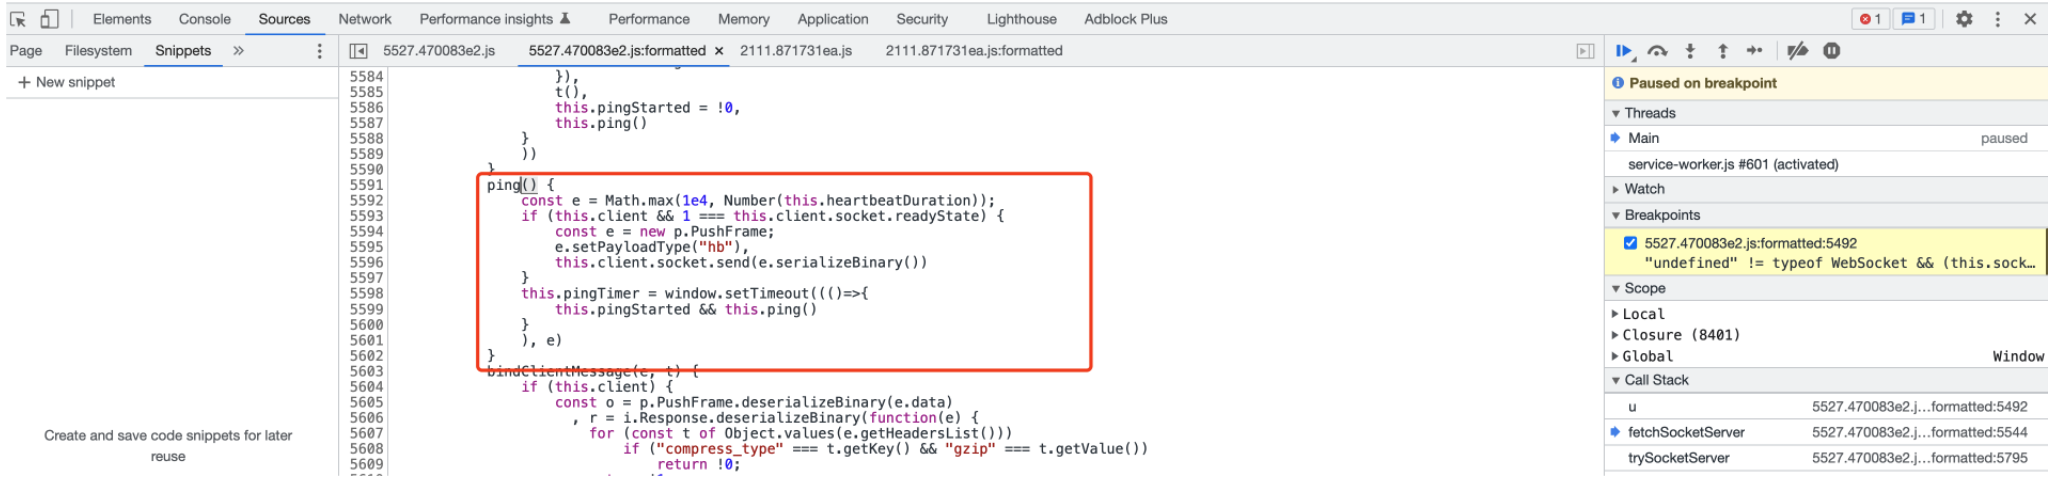 Elements Console Sources Network Performance insights Performance Memory Application Security Lighthouse Adblock Plus 1 1
Page Filesystem Snippets » 5527.470083e2.js 5527.470083e2.js:formatted × 2111.871731ea.js 2111.871731ea.js:formatted
+ New snippet
Create and save code snippets for later
reuse
5584 }),
5585 t(),
5586 this.pingStarted = !0,
5587 this.ping()
5588 }
5589 ))
5590 }
5591 ping() {
5592 const e = Math.max(1e4, Number(this.heartbeatDuration));
5593 if (this.client && 1 === this.client.socket.readyState) {
5594 const e = new p.PushFrame;
5595 e.setPayloadType("hb"),
5596 this.client.socket.send(e.serializeBinary())
5597 }
5598 this.pingTimer = window.setTimeout((()=>{
5599 this.pingStarted && this.ping()
5600 }
5601 ), e)
5602 }
5603 bindClientMessage(e, t) {
5604 if (this.client) {
5605 const o = p.PushFrame.deserializeBinary(e.data)
5606 , r = i.Response.deserializeBinary(function(e) {
5607 for (const t of Object.values(e.getHeadersList()))
5608 if ("compress_type" === t.getKey() && "gzip" === t.getValue())
5609 return !0;
Paused on breakpoint
Threads
Main paused
service-worker.js #601 (activated)
Watch
Breakpoints
5527.470083e2.js:formatted:5492
"undefined" != typeof WebSocket && (this.sock…
Scope
Local
Closure (8401)
Global Window
Call Stack
u 5527.470083e2.j…formatted:5492
fetchSocketServer 5527.470083e2.j…formatted:5544
trySocketServer 5527.470083e2.j…formatted:5795